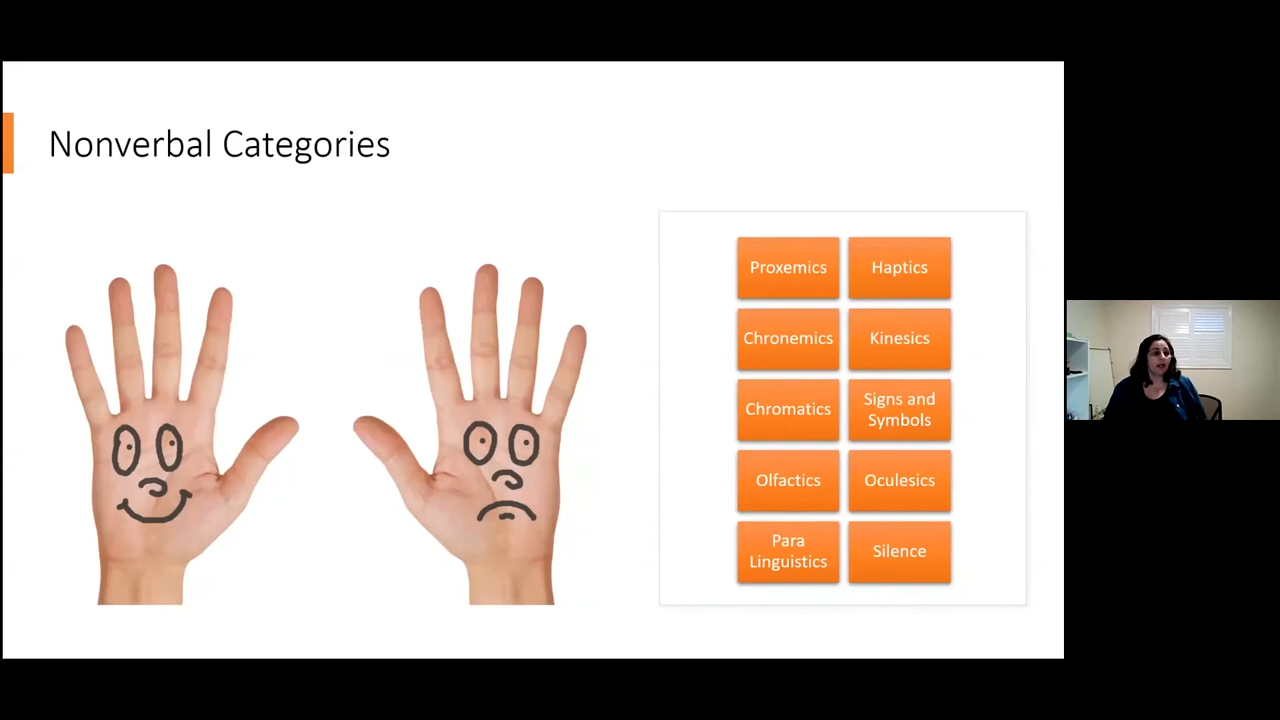 Nonverbal Categories
Proxemics
Haptics
Chronemics
Kinesics
Chromatics
Signs and
Symbols
Olfactics
Oculesics
Para
Linguistics
Silence